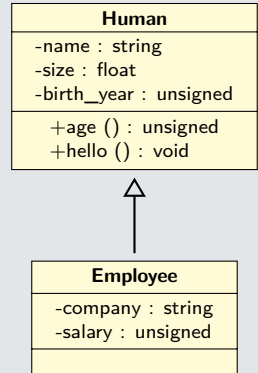 Human
-name : string
-size : float
-birth_year : unsigned
+age () : unsigned
+hello () : void
Employee
-company : string
-salary : unsigned